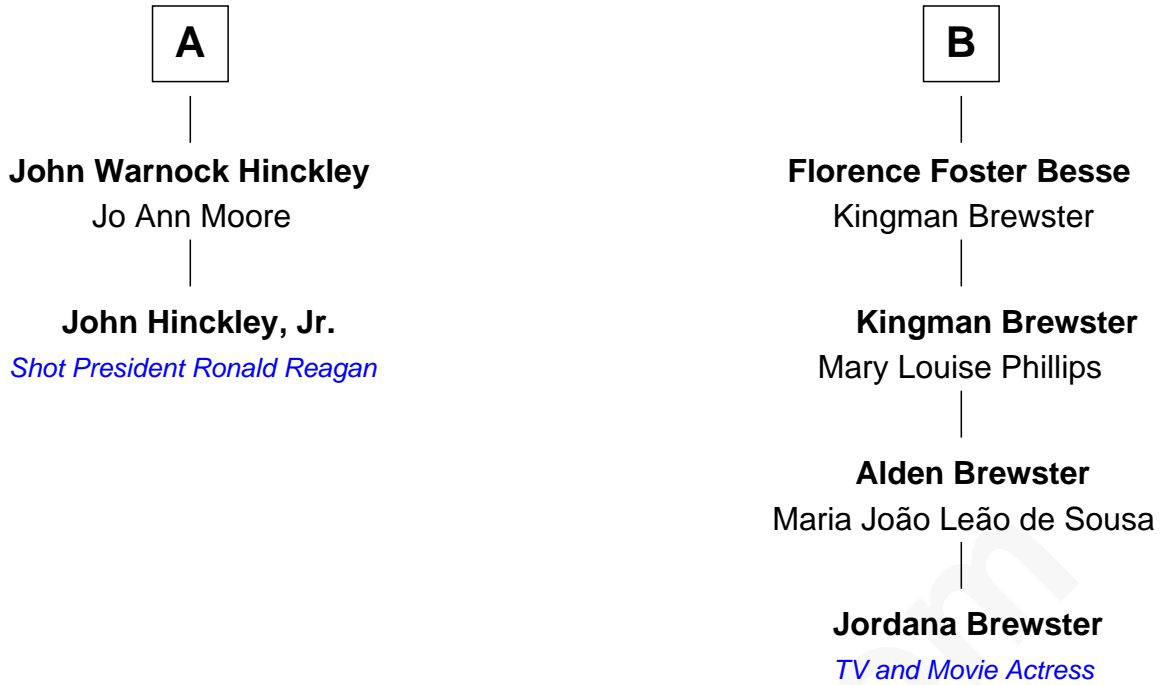 A
John Warnock Hinckley
Jo Ann Moore
John Hinckley, Jr.
Shot President Ronald Reagan
B
Florence Foster Besse
Kingman Brewster
Kingman Brewster
Mary Louise Phillips
Alden Brewster
Maria João Leão de Sousa
Jordana Brewster
TV and Movie Actress